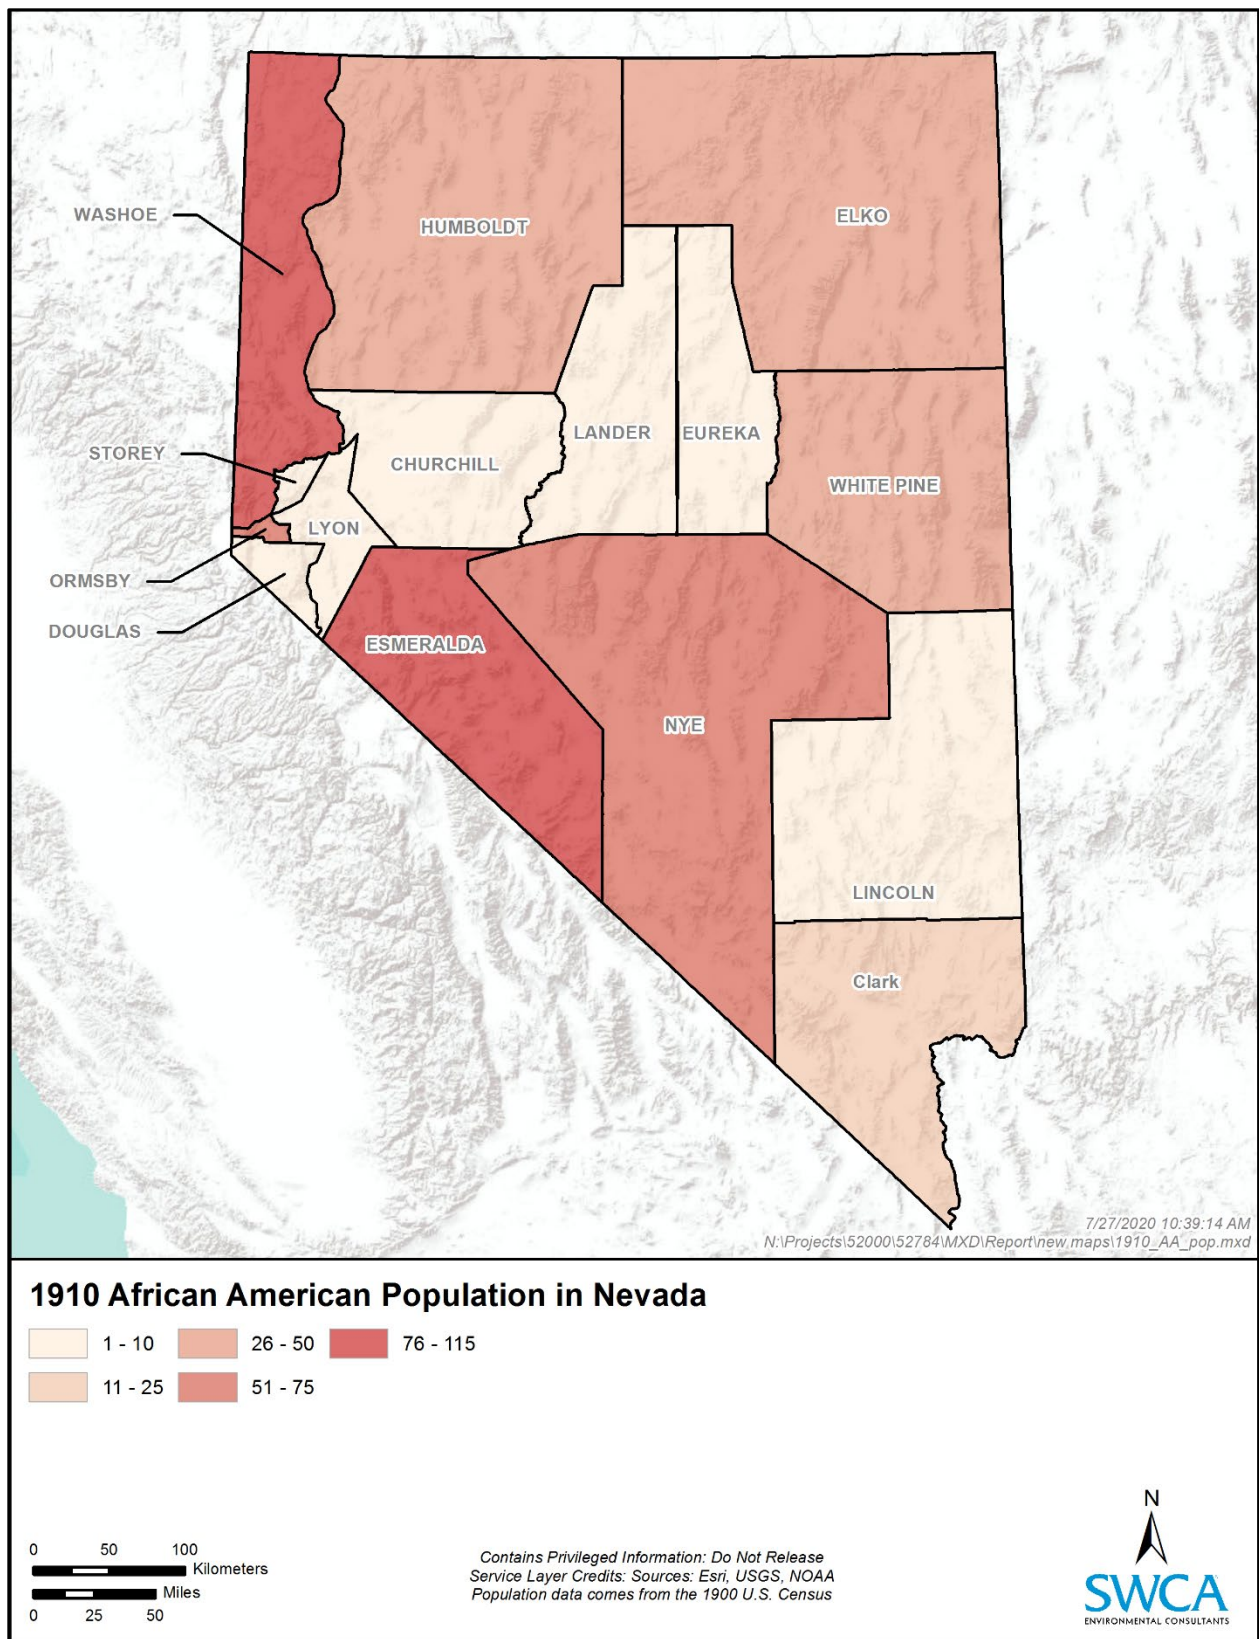 WASHOE
HUMBOLDT
ELKO
STOREY
CHURCHILL
LANDER
EUREKA
WHITE PINE
LYON
ORMSBY
DOUGLAS
ESMERALDA
NYE
LINCOLN
Clark
7/27/2020 10:39:14 AM
N:\Projects\52000\52784\MXD\Report\new maps\1910_AA_pop.mxd
1910 African American Population in Nevada
1 - 10
26 - 50
76 - 115
11 - 25
51 - 75
0 50 100
Kilometers
Miles
0 25 50
Contains Privileged Information: Do Not Release
Service Layer Credits: Sources: Esri, USGS, NOAA
Population data comes from the 1900 U.S. Census
N
SWCA
ENVIRONMENTAL CONSULTANTS